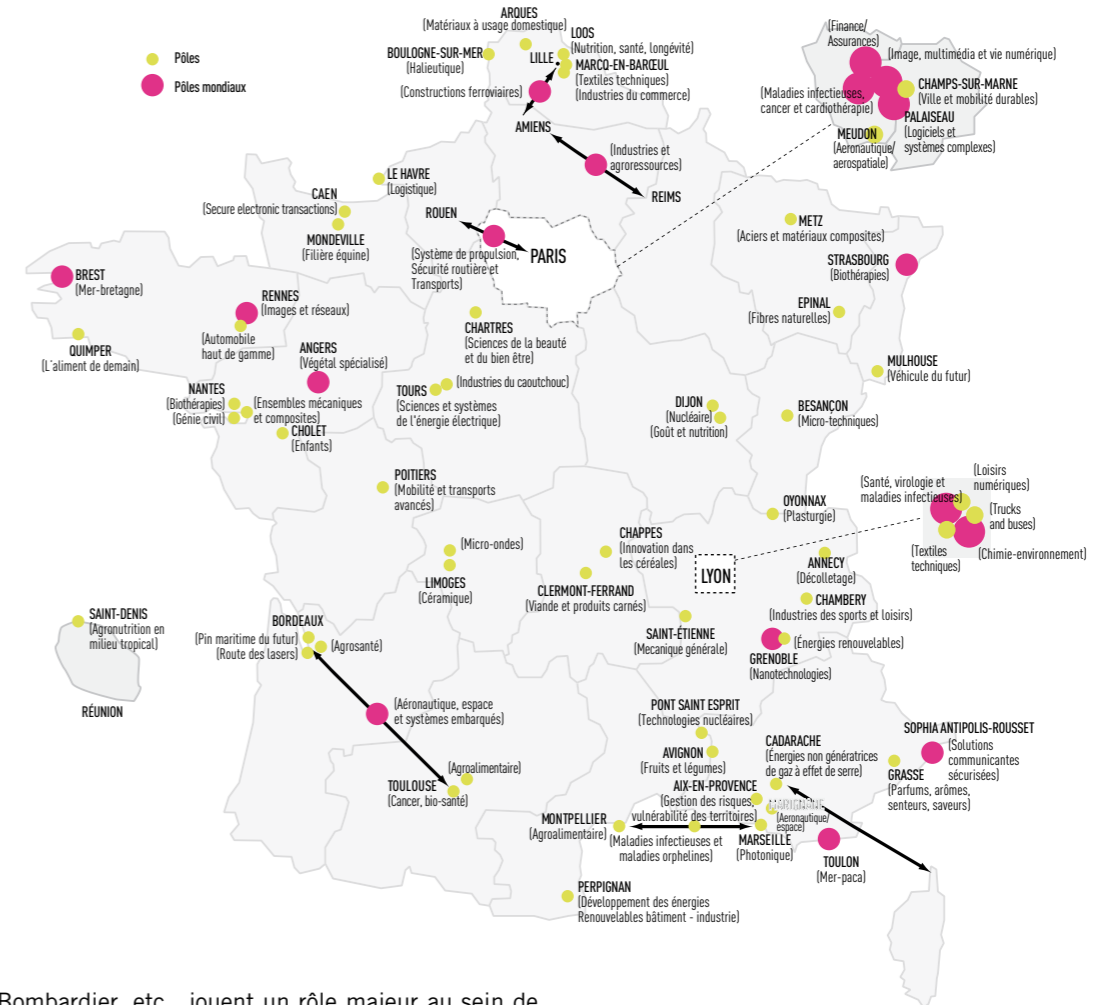 Pôles
Pôles mondiaux
ARQUES
(Matériaux à usage domestique)
LOOS
(Nutrition, santé, longévité)
BOULOGNE-SUR-MER
(Halieutique)
LILLE
MARCQ-EN-BARŒUL
(Textiles techniques)
(Industries du commerce)
(Constructions ferroviaires)
AMIENS
(Industries et
agroressources)
REIMS
(Finance/
Assurances)
(Image, multimédia et vie numérique)
CHAMPS-SUR-MARNE
(Ville et mobilité durables)
(Maladies infectieuses,
cancer et cardiothérapie)
PALAISEAU
(Logiciels et
systèmes complexes)
MEUDON
(Aeronautique/
aerospatiale)
LE HAVRE
(Logistique)
CAEN
(Secure electronic transactions)
MONDEVILLE
(Filière équine)
ROUEN
PARIS
(Système de propulsion,
Sécurité routière et
Transports)
METZ
(Aciers et matériaux composites)
STRASBOURG
(Biothérapies)
BREST
(Mer-bretagne)
RENNES
(Images et réseaux)
(Automobile
haut de gamme)
QUIMPER
(L'aliment de demain)
CHARTRES
(Sciences de la beauté
et du bien être)
EPINAL
(Fibres naturelles)
MULHOUSE
(Véhicule du futur)
ANGERS
(Végétal spécialisé)
NANTES
(Biothérapies)
(Génie civil)
(Ensembles mécaniques
et composites)
CHOLET
(Enfants)
TOURS
(Industries du caoutchouc)
(Sciences et systèmes
de l'énergie électrique)
DIJON
(Nucléaire)
(Goût et nutrition)
BESANÇON
(Micro-techniques)
POITIERS
(Mobilité et transports
avancés)
OYONNAX
(Plasturgie)
(Santé, virologie et
maladies infectieuses)
(Loisirs
numériques)
(Trucks
and buses)
(Textiles
techniques)
(Chimie-environnement)
(Micro-ondes)
LIMOGES
(Céramique)
CHAPPES
(Innovation dans
les céréales)
CLERMONT-FERRAND
(Viande et produits carnés)
LYON
ANNECY
(Décolletage)
CHAMBERY
(Industries des sports et loisirs)
SAINT-ÉTIENNE
(Mecanique générale)
(Énergies renouvelables)
GRENOBLE
(Nanotechnologies)
SAINT-DENIS
(Agronutrition en
milieu tropical)
RÉUNION
BORDEAUX
(Pin maritime du futur)
(Route des lasers)
(Agrosanté)
(Aéronautique, espace
et systèmes embarqués)
(Agroalimentaire)
TOULOUSE
(Cancer, bio-santé)
PONT SAINT ESPRIT
(Technologies nucléaires)
AVIGNON
(Fruits et légumes)
CADARACHE
(Énergies non génératrices
de gaz à effet de serre)
SOPHIA ANTIPOLIS-ROUSSET
(Solutions
communicantes
sécurisées)
GRASSE
(Parfums, arômes,
senteurs, saveurs)
AIX-EN-PROVENCE
(Gestion des risques,
vulnérabilité des territoires)
MARIGNANE
(Aeronautique/
espace)
MONTPELLIER
(Agroalimentaire)
(Maladies infectieuses et
maladies orphelines)
MARSEILLE
(Photonique)
TOULON
(Mer-paca)
PERPIGNAN
(Développement des énergies
Renouvelables bâtiment - industrie)
Bombardier, etc., jouent un rôle majeur au sein de